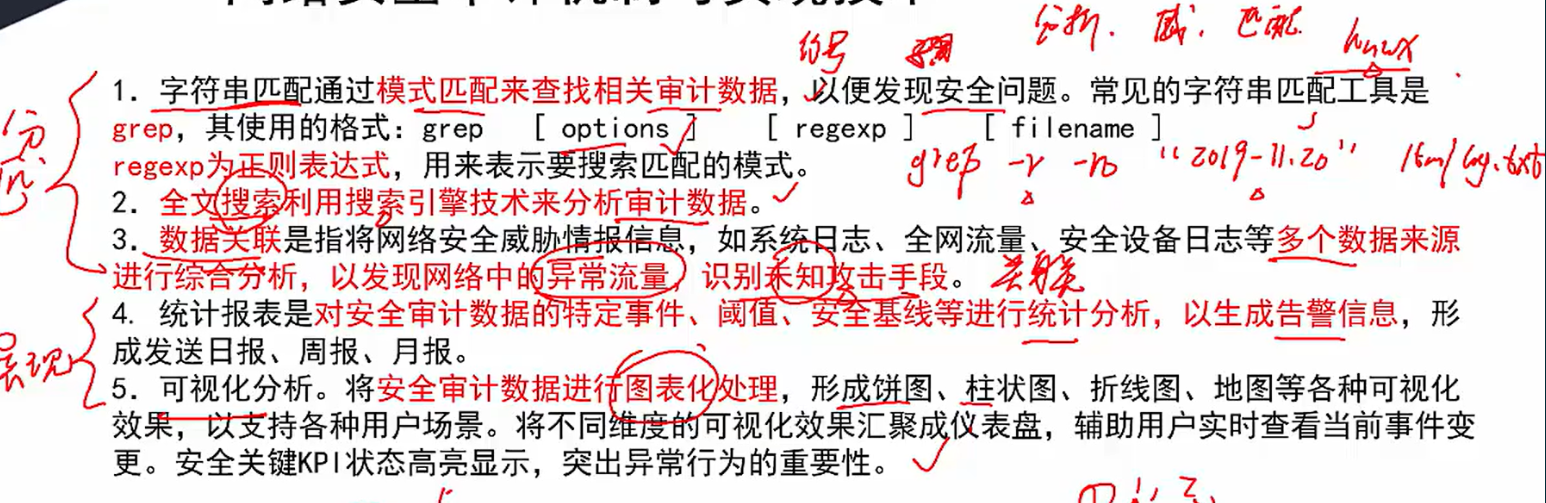 分析. 匹配
linux
1. 字符串匹配通过模式匹配来查找相关审计数据，以便发现安全问题。常见的字符串匹配工具是
grep，其使用的格式：grep [ options ] [ regexp ] [ filename ]
regexp为正则表达式，用来表示要搜索匹配的模式。
grep -r -n "2019-11.20"
2. 全文搜索利用搜索引擎技术来分析审计数据。
3. 数据关联是指将网络安全威胁情报信息，如系统日志、全网流量、安全设备日志等多个数据来源
进行综合分析，以发现网络中的异常流量，识别未知攻击手段。
4. 统计报表是对安全审计数据的特定事件、阈值、安全基线等进行统计分析，以生成告警信息，形
成发送日报、周报、月报。
5. 可视化分析。将安全审计数据进行图表化处理，形成饼图、柱状图、折线图、地图等各种可视化
效果，以支持各种用户场景。将不同维度的可视化效果汇聚成仪表盘，辅助用户实时查看当前事件变
更。安全关键KPI状态高亮显示，突出异常行为的重要性。